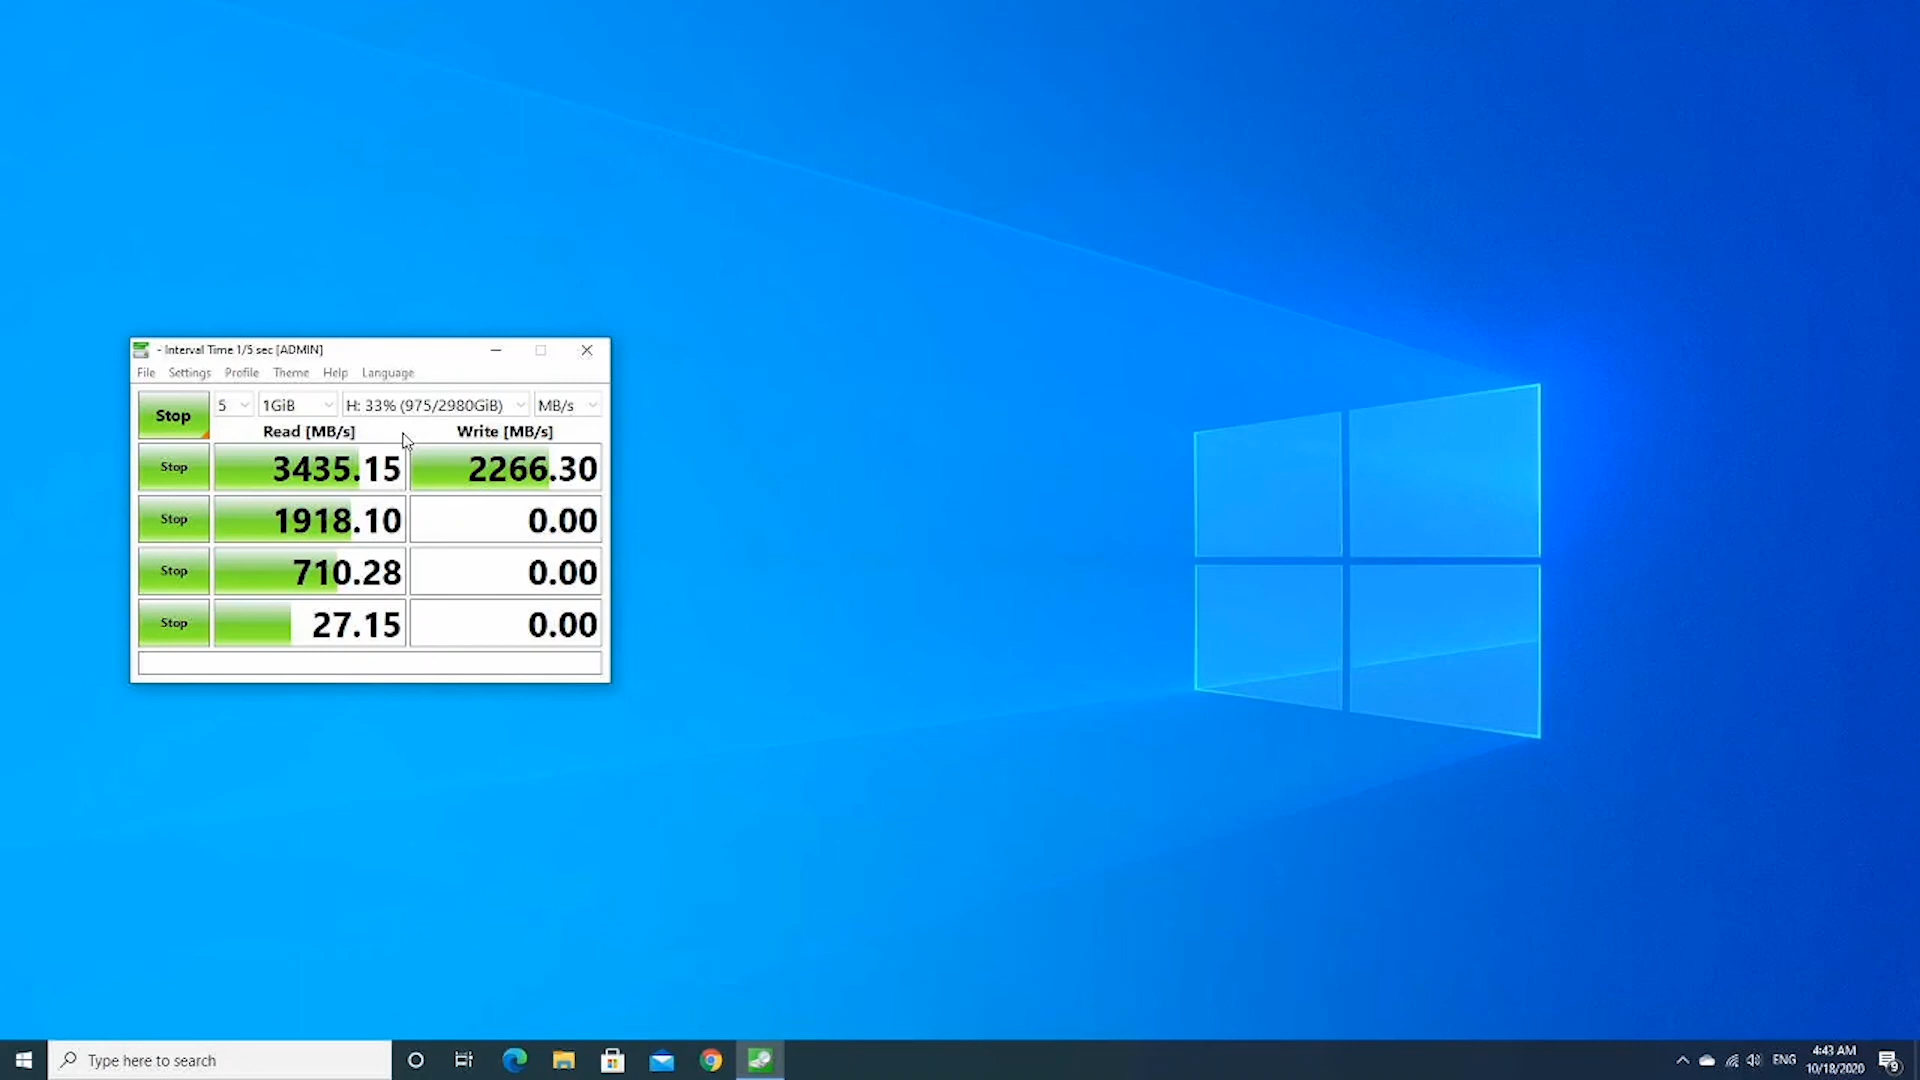 - Interval Time 1/5 sec [ADMIN]
File Settings Profile Theme Help Language
Stop 5 1GiB H: 33% (975/2980GiB) MB/s
Read [MB/s] Write [MB/s]
Stop 3435.15 2266.30
Stop 1918.10 0.00
Stop 710.28 0.00
Stop 27.15 0.00
Type here to search ENG 4:43 AM
10/18/2020 9